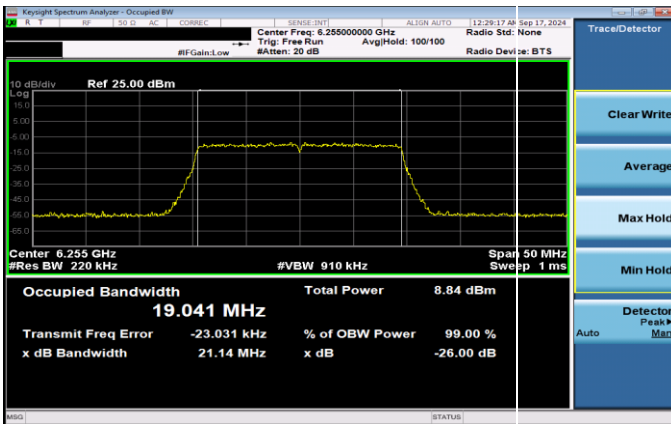 Keysight Spectrum Analyzer - Occupied BW
R T RF 50 Ω AC CORREC SENSE:INT ALIGN AUTO 12:29:17 AM Sep 17, 2024
Center Freq: 6.255000000 GHz Radio Std: None
Trig: Free Run Avg|Hold: 100/100
#IFGain:Low #Atten: 20 dB Radio Device: BTS
10 dB/div Ref 25.00 dBm
Log
15.0
5.00
-5.00
-15.0
-25.0
-35.0
-45.0
-55.0
-65.0
Center 6.255 GHz Span 50 MHz
#Res BW 220 kHz #VBW 910 kHz Sweep 1 ms
Occupied Bandwidth Total Power 8.84 dBm
19.041 MHz
Transmit Freq Error -23.031 kHz % of OBW Power 99.00 %
x dB Bandwidth 21.14 MHz x dB -26.00 dB
MSG STATUS
Trace/Detector
Clear Write
Average
Max Hold
Min Hold
Detector
Peak
Auto Man